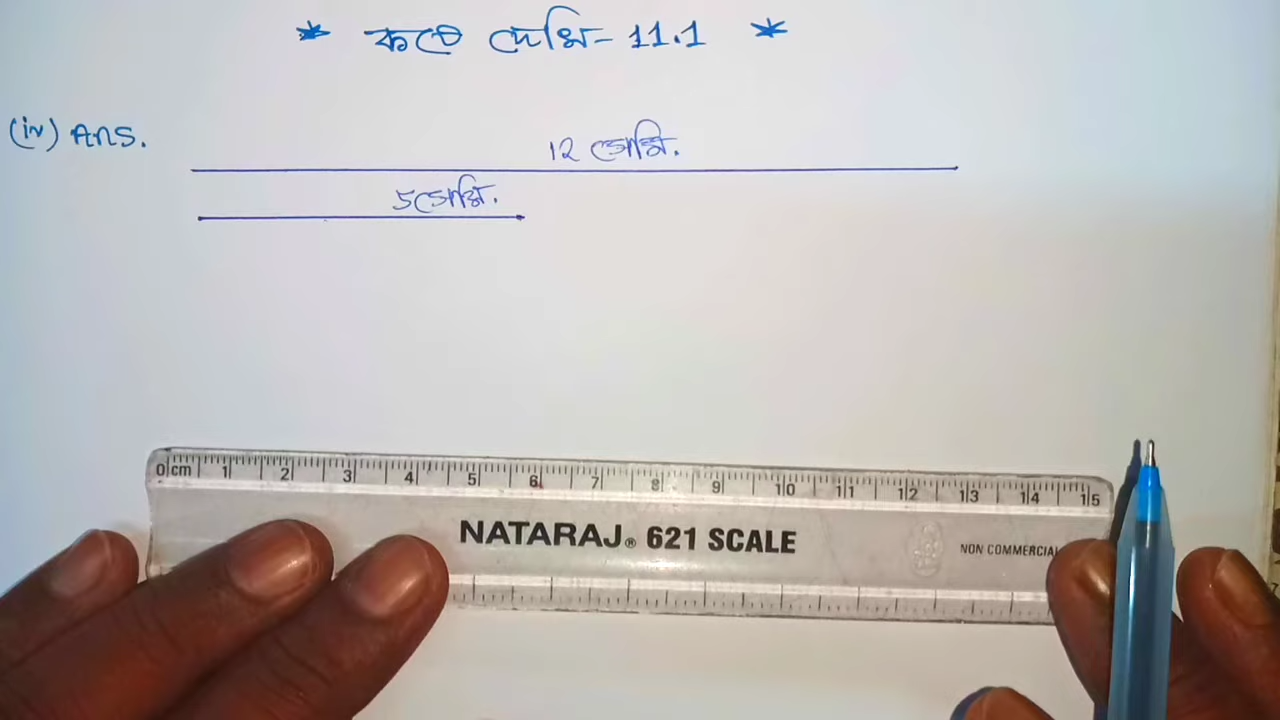 * কষে দেখি- 11.1 *
(iv) Ans.
12 সেমি.
5 সেমি.
0 cm 1 2 3 4 5 6 7 8 9 10 11 12 13 14 15
NATARAJ® 621 SCALE
NON COMMERCIAL